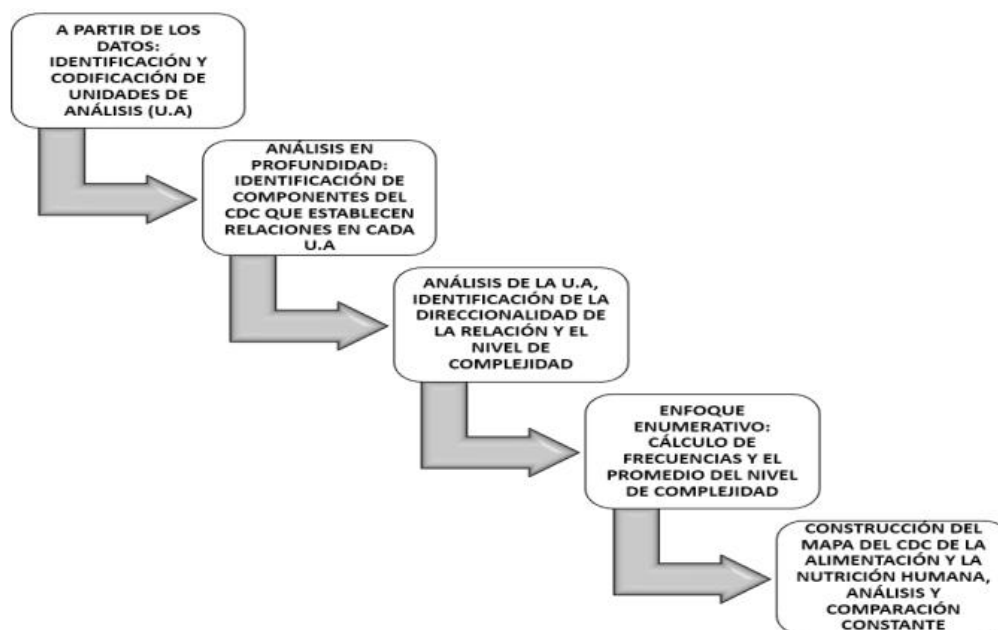 A PARTIR DE LOS
DATOS:
IDENTIFICACIÓN Y
CODIFICACIÓN DE
UNIDADES DE
ANÁLISIS (U.A)
ANÁLISIS EN
PROFUNDIDAD:
IDENTIFICACIÓN DE
COMPONENTES DEL
CDC QUE ESTABLECEN
RELACIONES EN CADA
U.A
ANÁLISIS DE LA U.A,
IDENTIFICACIÓN DE LA
DIRECCIONALIDAD DE
LA RELACIÓN Y EL
NIVEL DE
COMPLEJIDAD
ENFOQUE
ENUMERATIVO:
CÁLCULO DE
FRECUENCIAS Y EL
PROMEDIO DEL NIVEL
DE COMPLEJIDAD
CONSTRUCCIÓN DEL
MAPA DEL CDC DE LA
ALIMENTACIÓN Y LA
NUTRICIÓN HUMANA,
ANÁLISIS Y
COMPARACIÓN
CONSTANTE